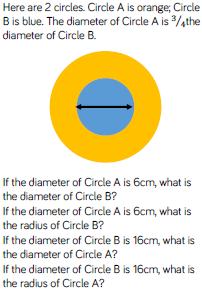 Here are 2 circles. Circle A is orange; Circle
B is blue. The diameter of Circle A is ³/₄the
diameter of Circle B.
If the diameter of Circle A is 6cm, what is
the diameter of Circle B?
If the diameter of Circle A is 6cm, what is
the radius of Circle B?
If the diameter of Circle B is 16cm, what is
the diameter of Circle A?
If the diameter of Circle B is 16cm, what is
the radius of Circle A?